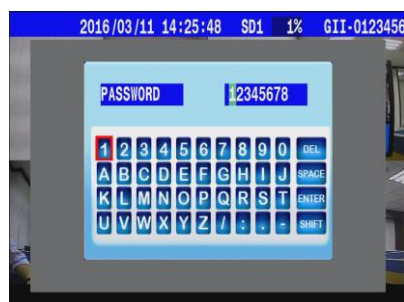 2016/03/11 14:25:48 SD1 1% GII-0123456
PASSWORD 12345678
1 2 3 4 5 6 7 8 9 0 DEL
A B C D E F G H I J SPACE
K L M N O P Q R S T ENTER
U V W X Y Z / : . - SHIFT